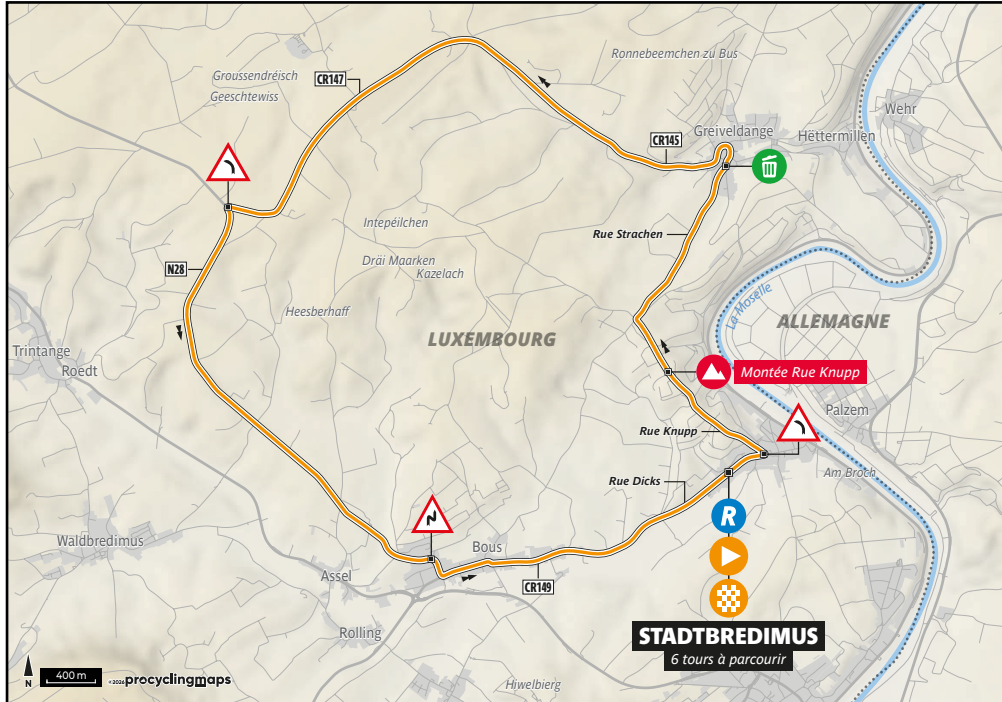 Ronnebeemchen zu Bus
Groussendréisch
Geeschtewiss
CR147
Wehr
Greiveldange
Hëttermillen
CR145
Intepéilchen
Rue Strachen
Dräi Maarken
Kazelach
N28
Heesberhaff
La Moselle
ALLEMAGNE
LUXEMBOURG
Trintange
Roedt
Montée Rue Knupp
Palzem
Rue Knupp
Am Broch
Rue Dicks
R
Waldbredimus
Bous
Assel
CR149
Rolling
STADTBREDIMUS
6 tours à parcourir
Hiwelbierg
N
400 m
©2026 procyclingmaps